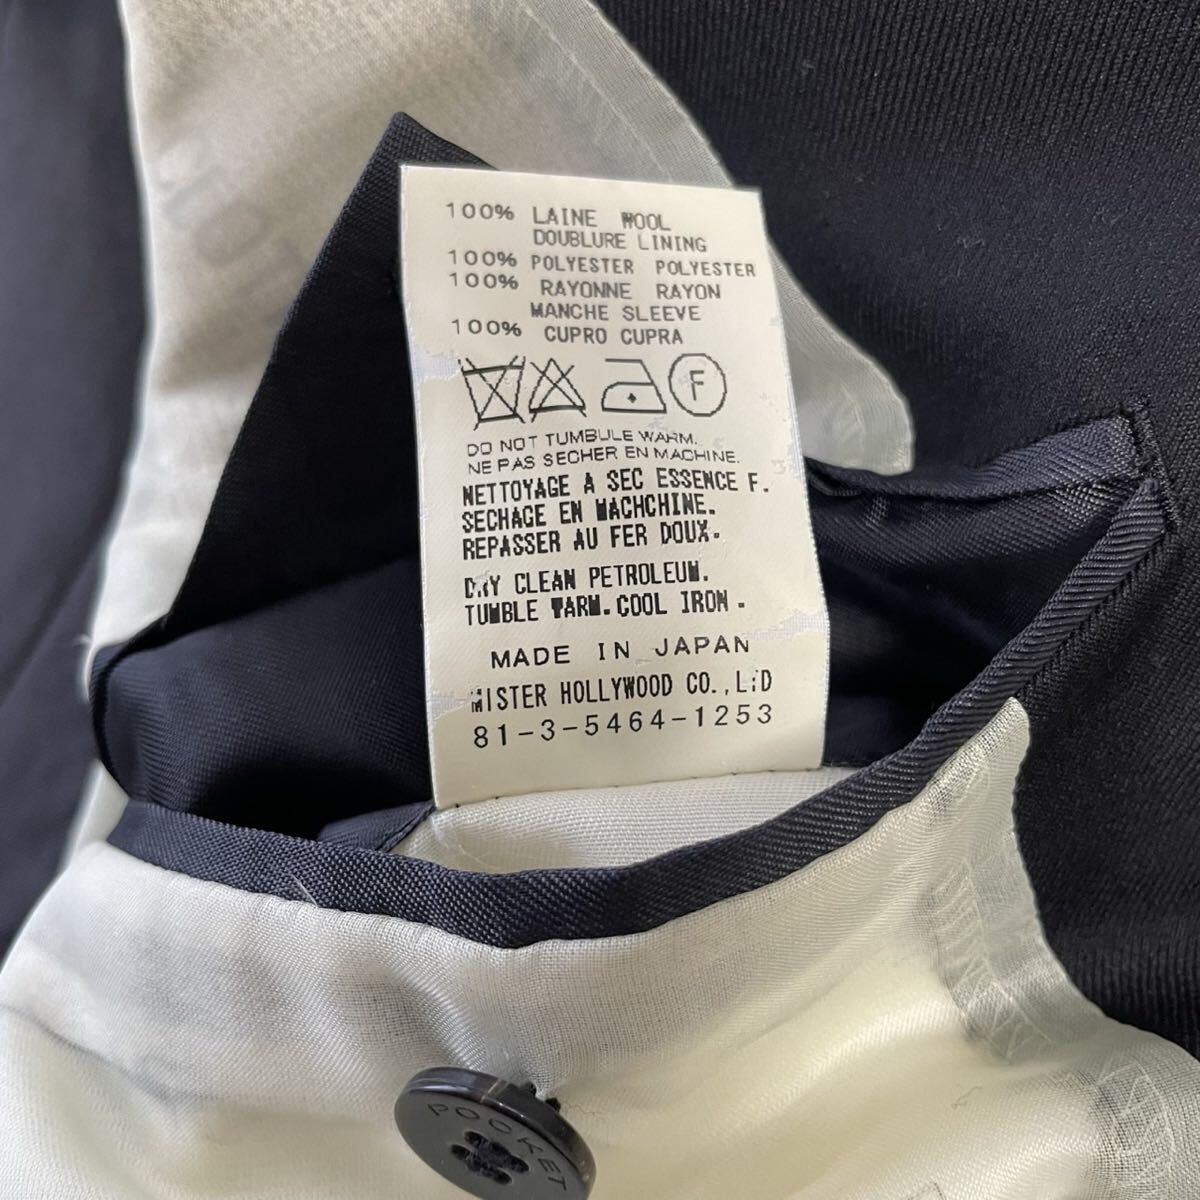 100% LAINE WOOL
DOUBLURE LINING
100% POLYESTER POLYESTER
100% RAYONNE RAYON
MANCHE SLEEVE
100% CUPRO CUPRA
F
DO NOT TUMBULE WARM.
NE PAS SECHER EN MACHINE.
NETTOYAGE A SEC ESSENCE F.
SECHAGE EN MACHCHINE.
REPASSER AU FER DOUX.
DRY CLEAN PETROLEUM.
TUMBLE WARM. COOL IRON.
MADE IN JAPAN
MISTER HOLLYWOOD CO., LTD
81-3-5464-1253
POCKET